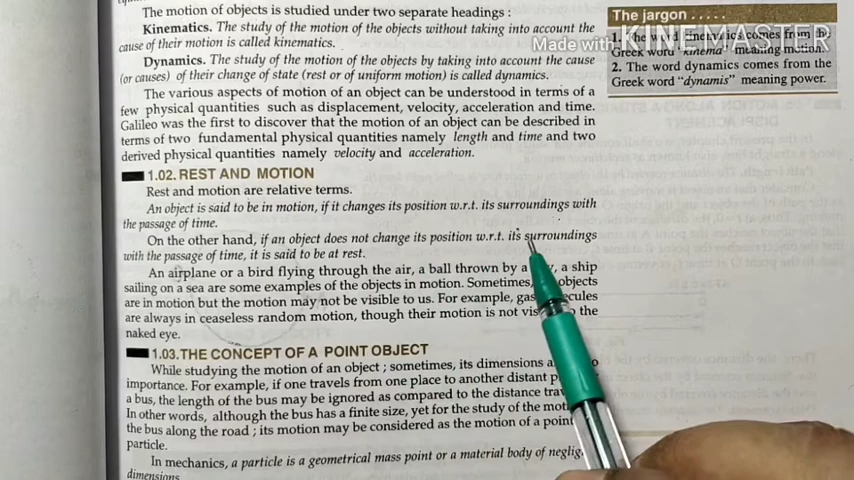 The motion of objects is studied under two separate headings :
Kinematics. The study of the motion of the objects without taking into account the
cause of their motion is called kinematics.
Dynamics. The study of the motion of the objects by taking into account the cause
(or causes) of their change of state (rest or of uniform motion) is called dynamics.
The various aspects of motion of an object can be understood in terms of a
few physical quantities such as displacement, velocity, acceleration and time.
Galileo was the first to discover that the motion of an object can be described in
terms of two fundamental physical quantities namely length and time and two
derived physical quantities namely velocity and acceleration.
1.02. REST AND MOTION
Rest and motion are relative terms.
An object is said to be in motion, if it changes its position w.r.t. its surroundings with
the passage of time.
On the other hand, if an object does not change its position w.r.t. its surroundings
with the passage of time, it is said to be at rest.
An airplane or a bird flying through the air, a ball thrown by a , a ship
sailing on a sea are some examples of the objects in motion. Sometimes, objects
are in motion but the motion may not be visible to us. For example, gas
are always in ceaseless random motion, though their motion is not the
naked eye.
1.03. THE CONCEPT OF A POINT OBJECT
While studying the motion of an object ; sometimes, its dimensions
importance. For example, if one travels from one place to another distant
a bus, the length of the bus may be ignored as compared to the distance
In other words, although the bus has a finite size, yet for the study of the
the bus along the road ; its motion may be considered as the motion of a point
particle.
In mechanics, a particle is a geometrical mass point or a material body of
dimensions
The jargon . . . . .
1. The word kinematics comes from the
Greek word "kinema" meaning motion.
2. The word dynamics comes from the
Greek word "dynamis" meaning power.
Made with KINEMASTER